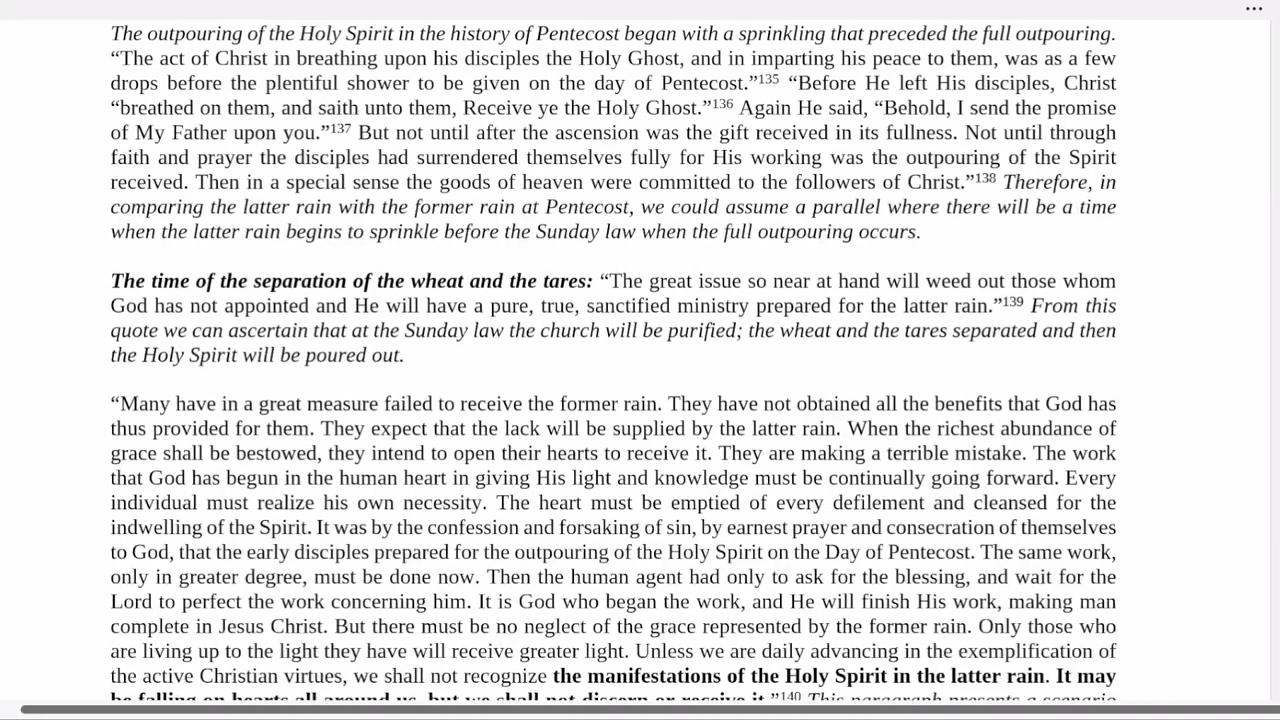 The outpouring of the Holy Spirit in the history of Pentecost began with a sprinkling that preceded the full outpouring.
“The act of Christ in breathing upon his disciples the Holy Ghost, and in imparting his peace to them, was as a few
drops before the plentiful shower to be given on the day of Pentecost.”135 “Before He left His disciples, Christ
“breathed on them, and saith unto them, Receive ye the Holy Ghost.”136 Again He said, “Behold, I send the promise
of My Father upon you.”137 But not until after the ascension was the gift received in its fullness. Not until through
faith and prayer the disciples had surrendered themselves fully for His working was the outpouring of the Spirit
received. Then in a special sense the goods of heaven were committed to the followers of Christ.”138 Therefore, in
comparing the latter rain with the former rain at Pentecost, we could assume a parallel where there will be a time
when the latter rain begins to sprinkle before the Sunday law when the full outpouring occurs.
The time of the separation of the wheat and the tares: “The great issue so near at hand will weed out those whom
God has not appointed and He will have a pure, true, sanctified ministry prepared for the latter rain.”139 From this
quote we can ascertain that at the Sunday law the church will be purified; the wheat and the tares separated and then
the Holy Spirit will be poured out.
“Many have in a great measure failed to receive the former rain. They have not obtained all the benefits that God has
thus provided for them. They expect that the lack will be supplied by the latter rain. When the richest abundance of
grace shall be bestowed, they intend to open their hearts to receive it. They are making a terrible mistake. The work
that God has begun in the human heart in giving His light and knowledge must be continually going forward. Every
individual must realize his own necessity. The heart must be emptied of every defilement and cleansed for the
indwelling of the Spirit. It was by the confession and forsaking of sin, by earnest prayer and consecration of themselves
to God, that the early disciples prepared for the outpouring of the Holy Spirit on the Day of Pentecost. The same work,
only in greater degree, must be done now. Then the human agent had only to ask for the blessing, and wait for the
Lord to perfect the work concerning him. It is God who began the work, and He will finish His work, making man
complete in Jesus Christ. But there must be no neglect of the grace represented by the former rain. Only those who
are living up to the light they have will receive greater light. Unless we are daily advancing in the exemplification of
the active Christian virtues, we shall not recognize the manifestations of the Holy Spirit in the latter rain. It may
be falling on hearts all around us, but we shall not discern or receive it.”140 This paragraph presents a scenario